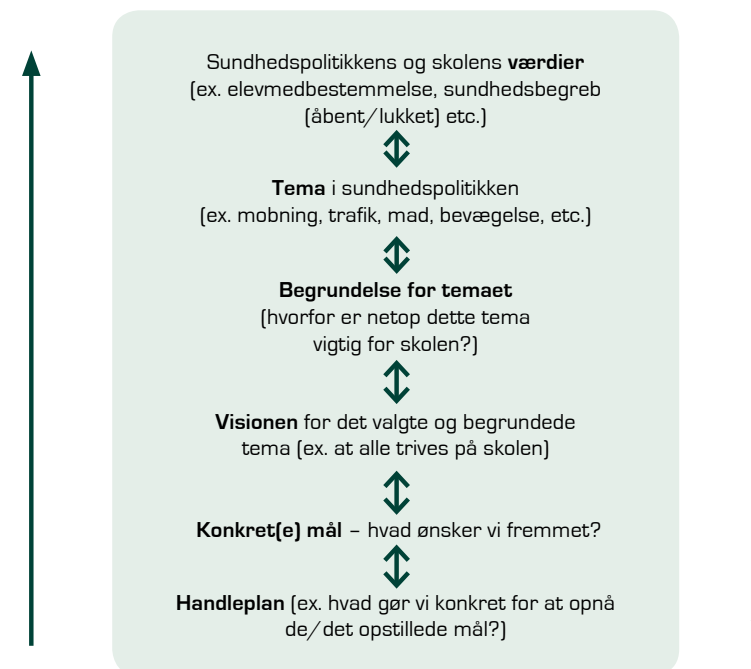 Sundhedspolitikkens og skolens værdier
(ex. elevmedbestemmelse, sundhedsbegreb
(åbent/lukket) etc.)
Tema i sundhedspolitikken
(ex. mobning, trafik, mad, bevægelse, etc.)
Begrundelse for temaet
(hvorfor er netop dette tema
vigtig for skolen?)
Visionen for det valgte og begrundede
tema (ex. at alle trives på skolen)
Konkret(e) mål – hvad ønsker vi fremmet?
Handleplan (ex. hvad gør vi konkret for at opnå
de/det opstillede mål?)